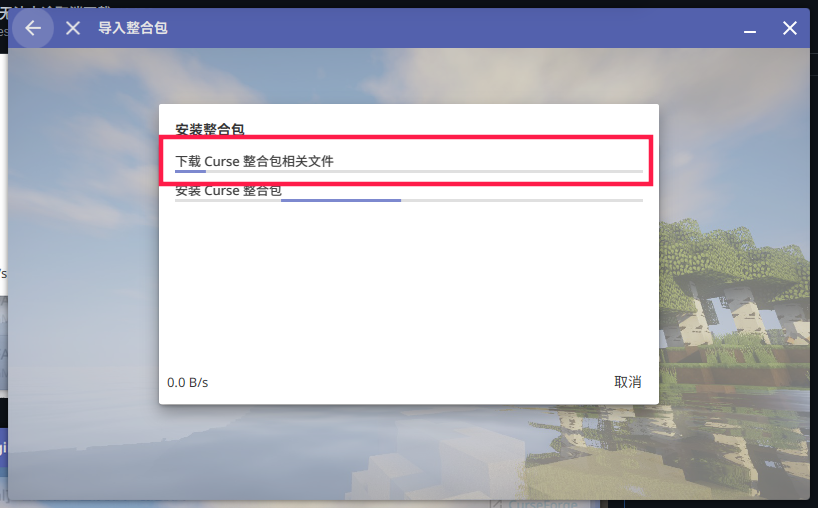 导入整合包
安装整合包
下载 Curse 整合包相关文件
安装 Curse 整合包
0.0 B/s
取消
CurseForge